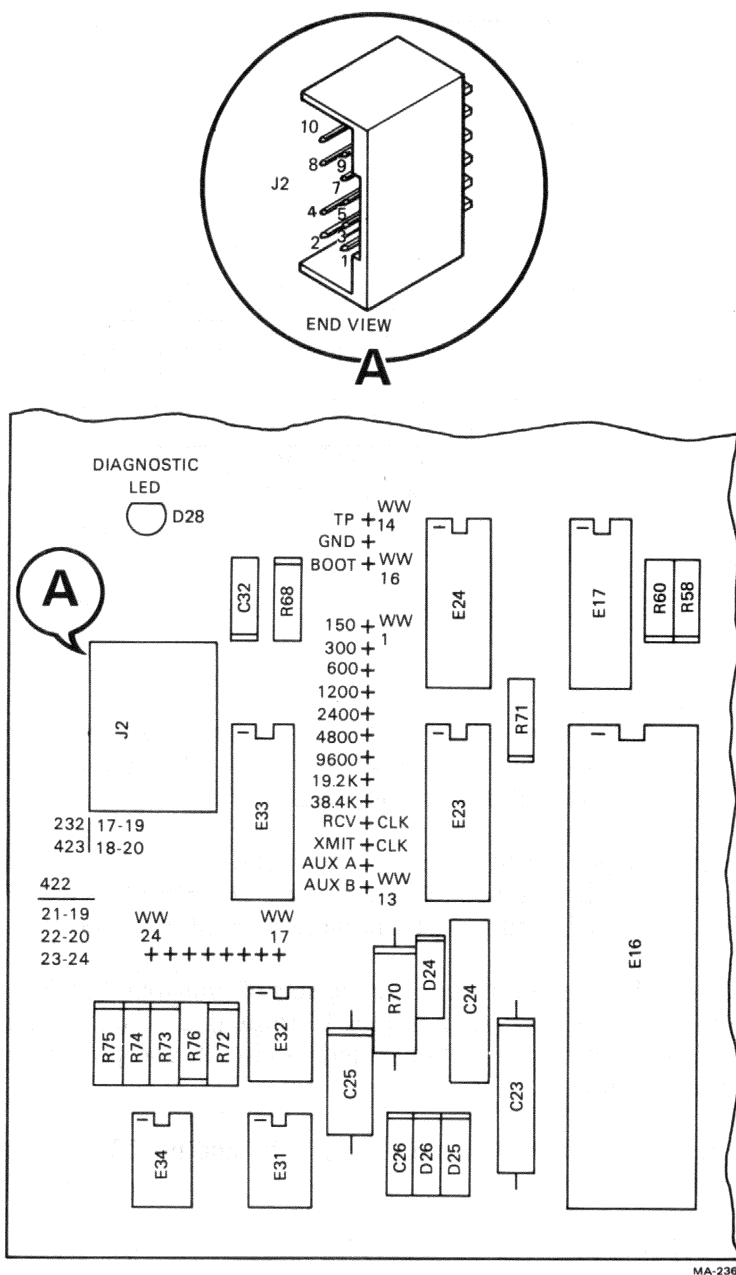 10
8
9
J2
7
4
5
2
3
1
END VIEW
A
DIAGNOSTIC
LED
D28
A
J2
C32
R68
TP + WW
14
GND +
BOOT + WW
16
150 + WW
1
300 +
600 +
1200 +
2400 +
4800 +
9600 +
19.2K +
38.4K +
RCV + CLK
XMIT + CLK
AUX A +
AUX B + WW
13
E24
E17
R60
R58
R71
E33
E23
E16
232 | 17-19
423 | 18-20
422
21-19
22-20
23-24
WW
24
WW
17
+ + + + + + + +
R75
R74
R73
R76
R72
E32
C25
R70
D24
C24
C23
E34
E31
C26
D26
D25
MA-236